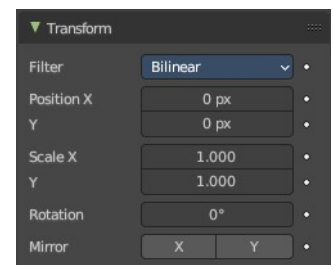 Transform
Filter Bilinear
Position X 0 px
Y 0 px
Scale X 1.000
Y 1.000
Rotation 0°
Mirror X Y